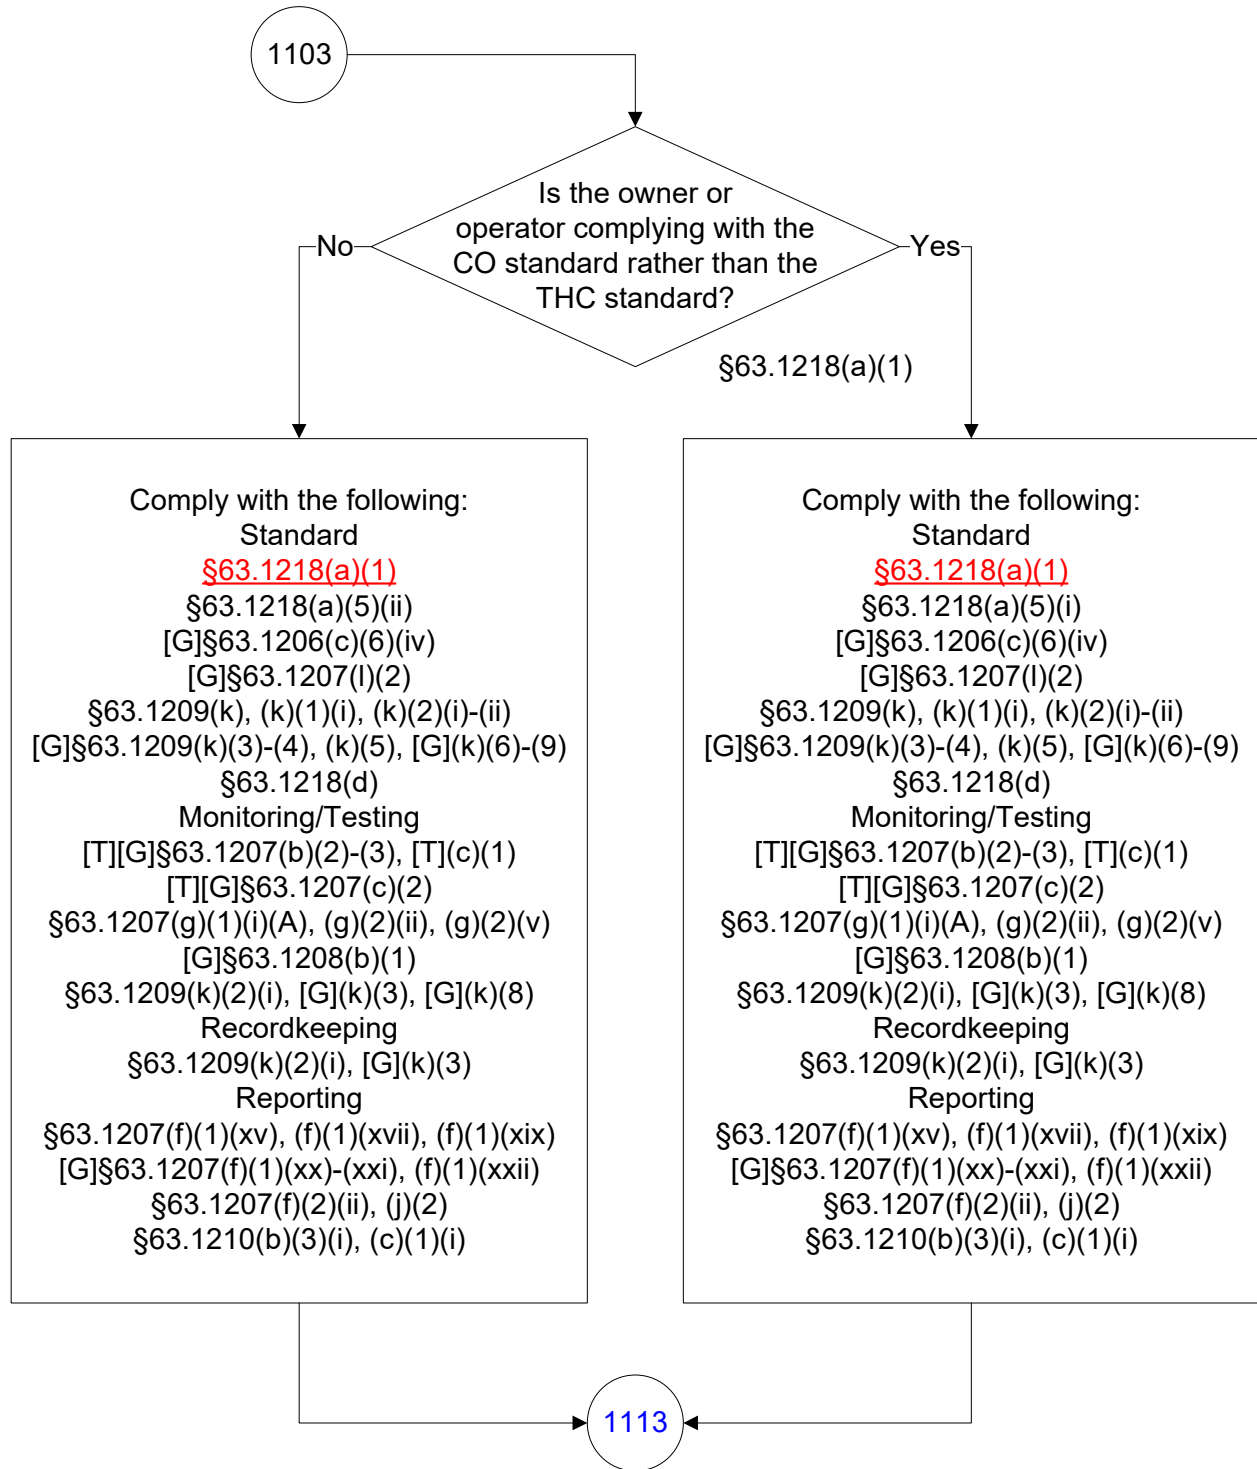 1103
Is the owner or
operator complying with the
CO standard rather than the
THC standard?
No
Yes
§63.1218(a)(1)
Comply with the following:
Standard
§63.1218(a)(1)
§63.1218(a)(5)(ii)
[G]§63.1206(c)(6)(iv)
[G]§63.1207(l)(2)
§63.1209(k), (k)(1)(i), (k)(2)(i)-(ii)
[G]§63.1209(k)(3)-(4), (k)(5), [G](k)(6)-(9)
§63.1218(d)
Monitoring/Testing
[T][G]§63.1207(b)(2)-(3), [T](c)(1)
[T][G]§63.1207(c)(2)
§63.1207(g)(1)(i)(A), (g)(2)(ii), (g)(2)(v)
[G]§63.1208(b)(1)
§63.1209(k)(2)(i), [G](k)(3), [G](k)(8)
Recordkeeping
§63.1209(k)(2)(i), [G](k)(3)
Reporting
§63.1207(f)(1)(xv), (f)(1)(xvii), (f)(1)(xix)
[G]§63.1207(f)(1)(xx)-(xxi), (f)(1)(xxii)
§63.1207(f)(2)(ii), (j)(2)
§63.1210(b)(3)(i), (c)(1)(i)
Comply with the following:
Standard
§63.1218(a)(1)
§63.1218(a)(5)(i)
[G]§63.1206(c)(6)(iv)
[G]§63.1207(l)(2)
§63.1209(k), (k)(1)(i), (k)(2)(i)-(ii)
[G]§63.1209(k)(3)-(4), (k)(5), [G](k)(6)-(9)
§63.1218(d)
Monitoring/Testing
[T][G]§63.1207(b)(2)-(3), [T](c)(1)
[T][G]§63.1207(c)(2)
§63.1207(g)(1)(i)(A), (g)(2)(ii), (g)(2)(v)
[G]§63.1208(b)(1)
§63.1209(k)(2)(i), [G](k)(3), [G](k)(8)
Recordkeeping
§63.1209(k)(2)(i), [G](k)(3)
Reporting
§63.1207(f)(1)(xv), (f)(1)(xvii), (f)(1)(xix)
[G]§63.1207(f)(1)(xx)-(xxi), (f)(1)(xxii)
§63.1207(f)(2)(ii), (j)(2)
§63.1210(b)(3)(i), (c)(1)(i)
1113